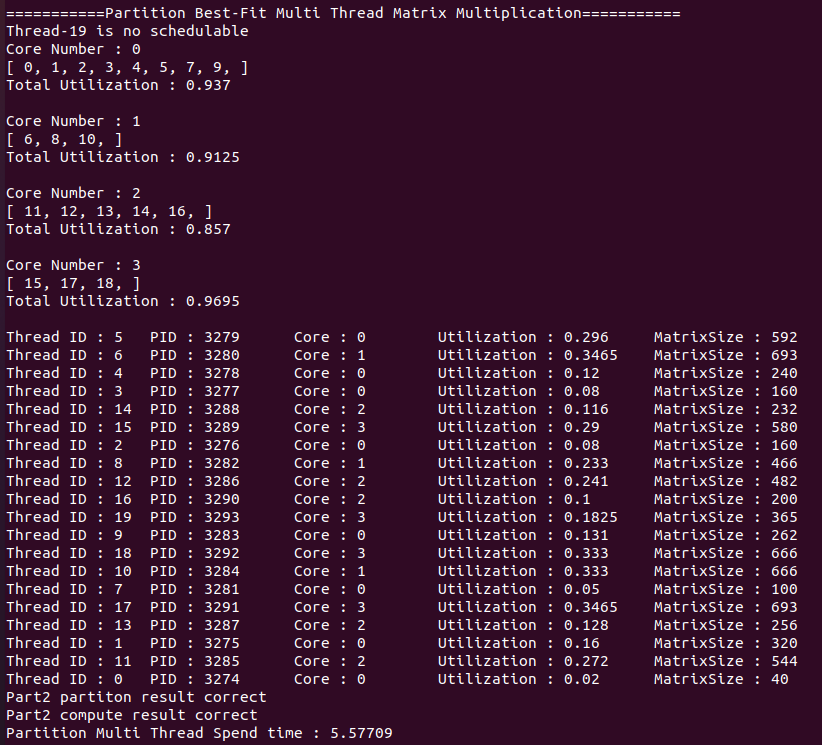 ===========Partition Best-Fit Multi Thread Matrix Multiplication===========
Thread-19 is no schedulable
Core Number : 0
[ 0, 1, 2, 3, 4, 5, 7, 9, ]
Total Utilization : 0.937
Core Number : 1
[ 6, 8, 10, ]
Total Utilization : 0.9125
Core Number : 2
[ 11, 12, 13, 14, 16, ]
Total Utilization : 0.857
Core Number : 3
[ 15, 17, 18, ]
Total Utilization : 0.9695
Thread ID : 5 PID : 3279 Core : 0 Utilization : 0.296 MatrixSize : 592
Thread ID : 6 PID : 3280 Core : 1 Utilization : 0.3465 MatrixSize : 693
Thread ID : 4 PID : 3278 Core : 0 Utilization : 0.12 MatrixSize : 240
Thread ID : 3 PID : 3277 Core : 0 Utilization : 0.08 MatrixSize : 160
Thread ID : 14 PID : 3288 Core : 2 Utilization : 0.116 MatrixSize : 232
Thread ID : 15 PID : 3289 Core : 3 Utilization : 0.29 MatrixSize : 580
Thread ID : 2 PID : 3276 Core : 0 Utilization : 0.08 MatrixSize : 160
Thread ID : 8 PID : 3282 Core : 1 Utilization : 0.233 MatrixSize : 466
Thread ID : 12 PID : 3286 Core : 2 Utilization : 0.241 MatrixSize : 482
Thread ID : 16 PID : 3290 Core : 2 Utilization : 0.1 MatrixSize : 200
Thread ID : 19 PID : 3293 Core : 3 Utilization : 0.1825 MatrixSize : 365
Thread ID : 9 PID : 3283 Core : 0 Utilization : 0.131 MatrixSize : 262
Thread ID : 18 PID : 3292 Core : 3 Utilization : 0.333 MatrixSize : 666
Thread ID : 10 PID : 3284 Core : 1 Utilization : 0.333 MatrixSize : 666
Thread ID : 7 PID : 3281 Core : 0 Utilization : 0.05 MatrixSize : 100
Thread ID : 17 PID : 3291 Core : 3 Utilization : 0.3465 MatrixSize : 693
Thread ID : 13 PID : 3287 Core : 2 Utilization : 0.128 MatrixSize : 256
Thread ID : 1 PID : 3275 Core : 0 Utilization : 0.16 MatrixSize : 320
Thread ID : 11 PID : 3285 Core : 2 Utilization : 0.272 MatrixSize : 544
Thread ID : 0 PID : 3274 Core : 0 Utilization : 0.02 MatrixSize : 40
Part2 partiton result correct
Part2 compute result correct
Partition Multi Thread Spend time : 5.57709